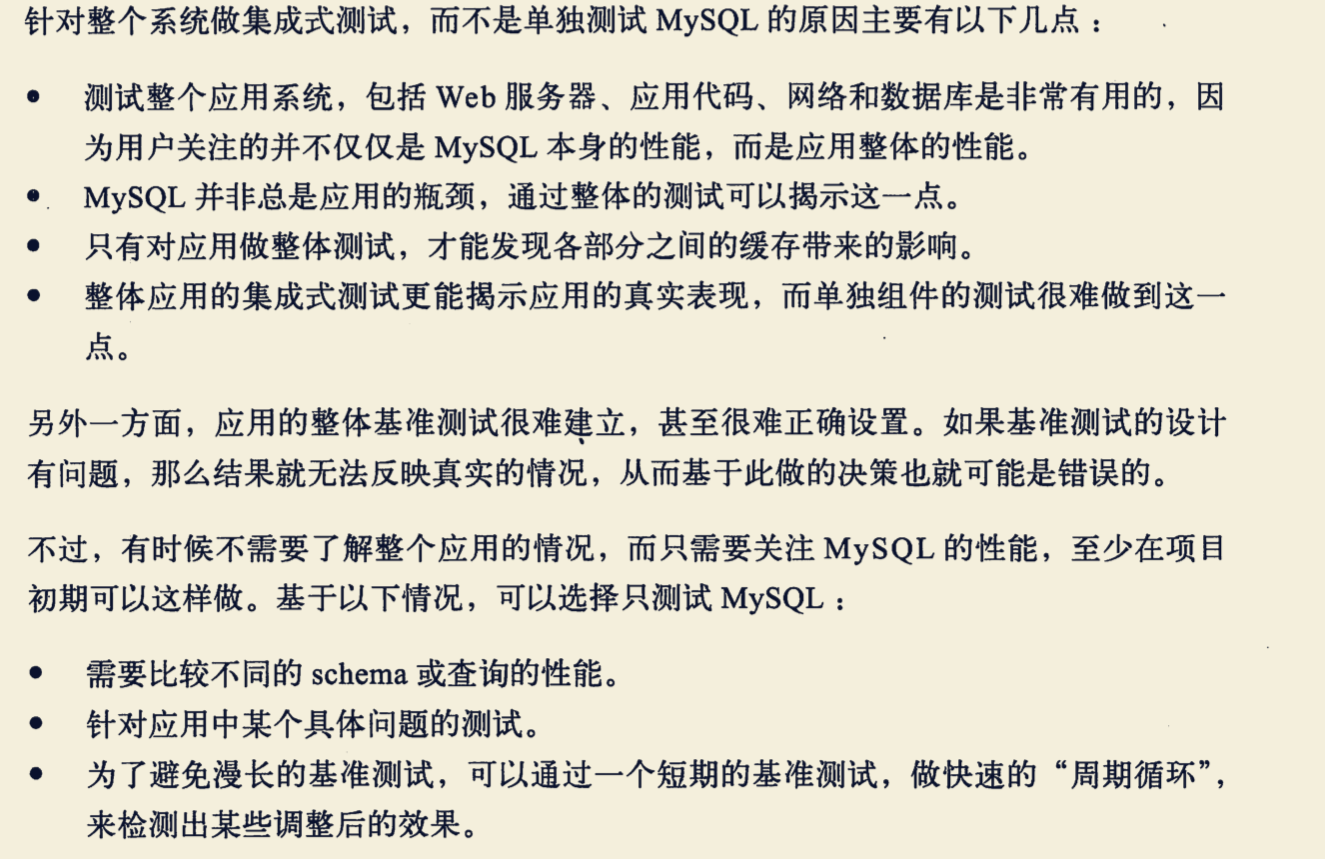 针对整个系统做集成式测试，而不是单独测试 MySQL 的原因主要有以下几点：
● 测试整个应用系统，包括 Web 服务器、应用代码、网络和数据库是非常有用的，因
为用户关注的并不仅仅是 MySQL 本身的性能，而是应用整体的性能。
● MySQL 并非总是应用的瓶颈，通过整体的测试可以揭示这一点。
● 只有对应用做整体测试，才能发现各部分之间的缓存带来的影响。
● 整体应用的集成式测试更能揭示应用的真实表现，而单独组件的测试很难做到这一
点。
另外一方面，应用的整体基准测试很难建立，甚至很难正确设置。如果基准测试的设计
有问题，那么结果就无法反映真实的情况，从而基于此做的决策也就可能是错误的。
不过，有时候不需要了解整个应用的情况，而只需要关注 MySQL 的性能，至少在项目
初期可以这样做。基于以下情况，可以选择只测试 MySQL：
● 需要比较不同的 schema 或查询的性能。
● 针对应用中某个具体问题的测试。
● 为了避免漫长的基准测试，可以通过一个短期的基准测试，做快速的“周期循环”，
来检测出某些调整后的效果。